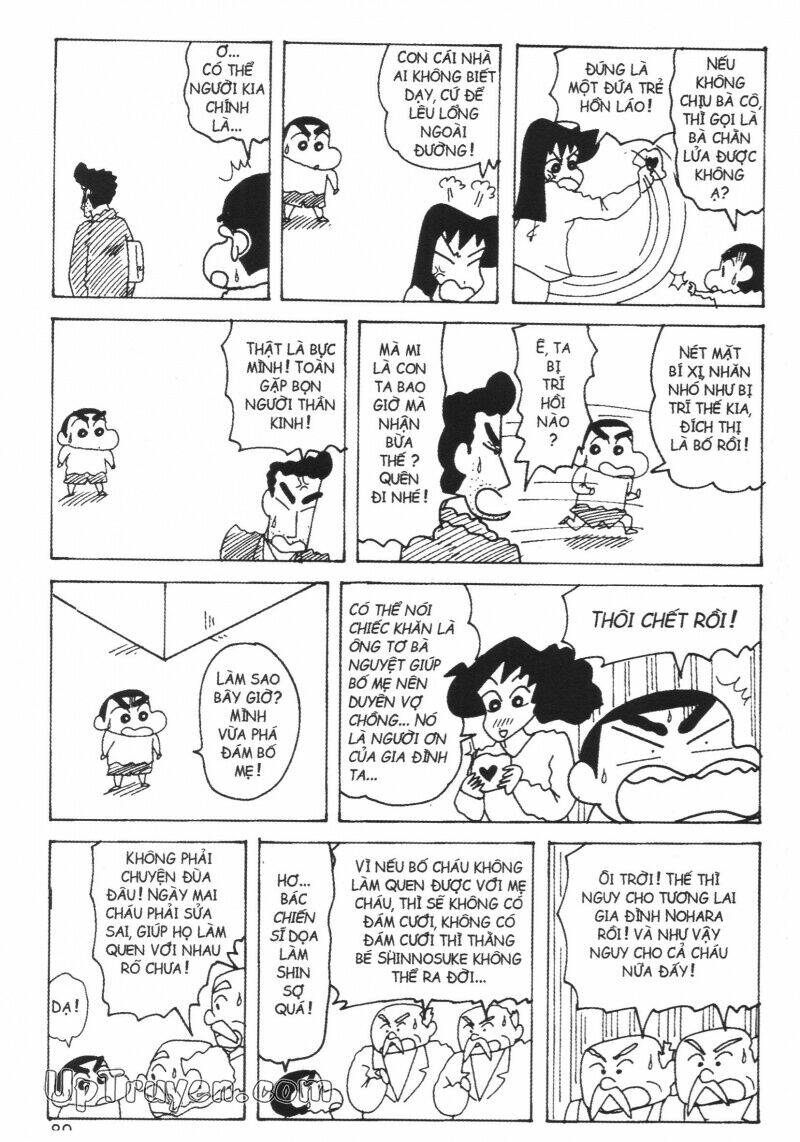 NẾU
KHÔNG
CHỊU BÀ CÔ,
THÌ GỌI LÀ
BÀ CHẰN
LỬA ĐƯỢC
KHÔNG
Ạ?
ĐÚNG LÀ
MỘT ĐỨA TRẺ
HỖN LÁO!
CON CÁI NHÀ
AI KHÔNG BIẾT
DẠY, CỨ ĐỂ
LÊU LỔNG
NGOÀI
ĐƯỜNG!
Ơ...
CÓ THỂ
NGƯỜI KIA
CHÍNH
LÀ...
NÉT MẶT
BÍ XỊ, NHĂN
NHÓ NHƯ BỊ
TRĨ THẾ KIA,
ĐÍCH THỊ
LÀ BỐ RỒI!
Ê, TA
BỊ
TRĨ
HỒI
NÀO?
MÀ MI
LÀ CON
TA BAO
GIỜ MÀ
NHẬN
BỪA
THẾ?
QUÊN
ĐI NHÉ!
THẬT LÀ BỰC
MÌNH! TOÀN
GẶP BỌN
NGƯỜI THẦN
KINH!
THÔI CHẾT RỒI!
CÓ THỂ NÓI
CHIẾC KHĂN LÀ
ÔNG TƠ BÀ
NGUYỆT GIÚP
BỐ MẸ NÊN
DUYÊN VỢ
CHỒNG... NÓ
LÀ NGƯỜI ƠN
CỦA GIA ĐÌNH
TA...
LÀM SAO
BÂY GIỜ?
MÌNH
VỪA PHÁ
ĐÁM BỐ
MẸ!
ÔI TRỜI! THẾ THÌ
NGUY CHO TƯƠNG LAI
GIA ĐÌNH NOHARA
RỒI! VÀ NHƯ VẬY
NGUY CHO CẢ CHÁU
NỮA ĐẤY!
VÌ NẾU BỐ CHÁU KHÔNG
LÀM QUEN ĐƯỢC VỚI MẸ
CHÁU, THÌ SẼ KHÔNG CÓ
ĐÁM CƯỚI, KHÔNG CÓ
ĐÁM CƯỚI THÌ THẰNG
BÉ SHINNOSUKE KHÔNG
THỂ RA ĐỜI...
HƠ...
BÁC
CHIẾN
SĨ DỌA
LÀM
SHIN
SỢ
QUÁ!
KHÔNG PHẢI
CHUYỆN ĐÙA
ĐÂU! NGÀY MAI
CHÁU PHẢI SỬA
SAI, GIÚP HỌ LÀM
QUEN VỚI NHAU
RÕ CHƯA!
DẠ!
UpTruyen.com